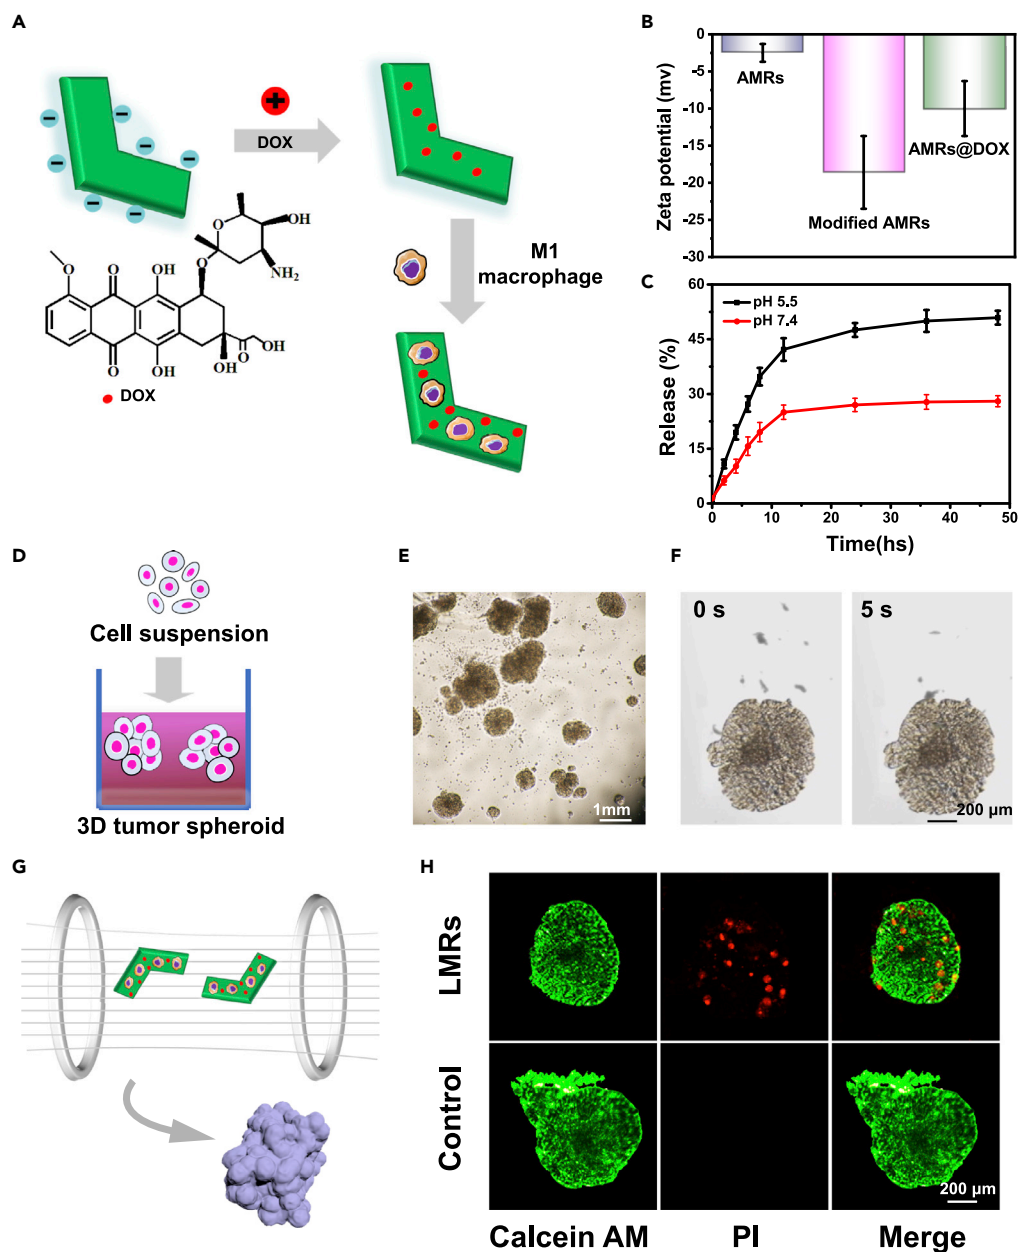 A
DOX
OH
O
O
NH₂
O
O
OH
O
OH
O
OH
OH
DOX
M1
macrophage
B
Zeta potential (mv)
0
-5
-10
-15
-20
-25
-30
AMRs
Modified AMRs
AMRs@DOX
C
Release (%)
60
45
30
15
0
pH 5.5
pH 7.4
0
10
20
30
40
50
Time(hs)
D
Cell suspension
3D tumor spheroid
E
1mm
F
0 s
5 s
200 µm
G
H
LMRs
Control
200 µm
Calcein AM
PI
Merge